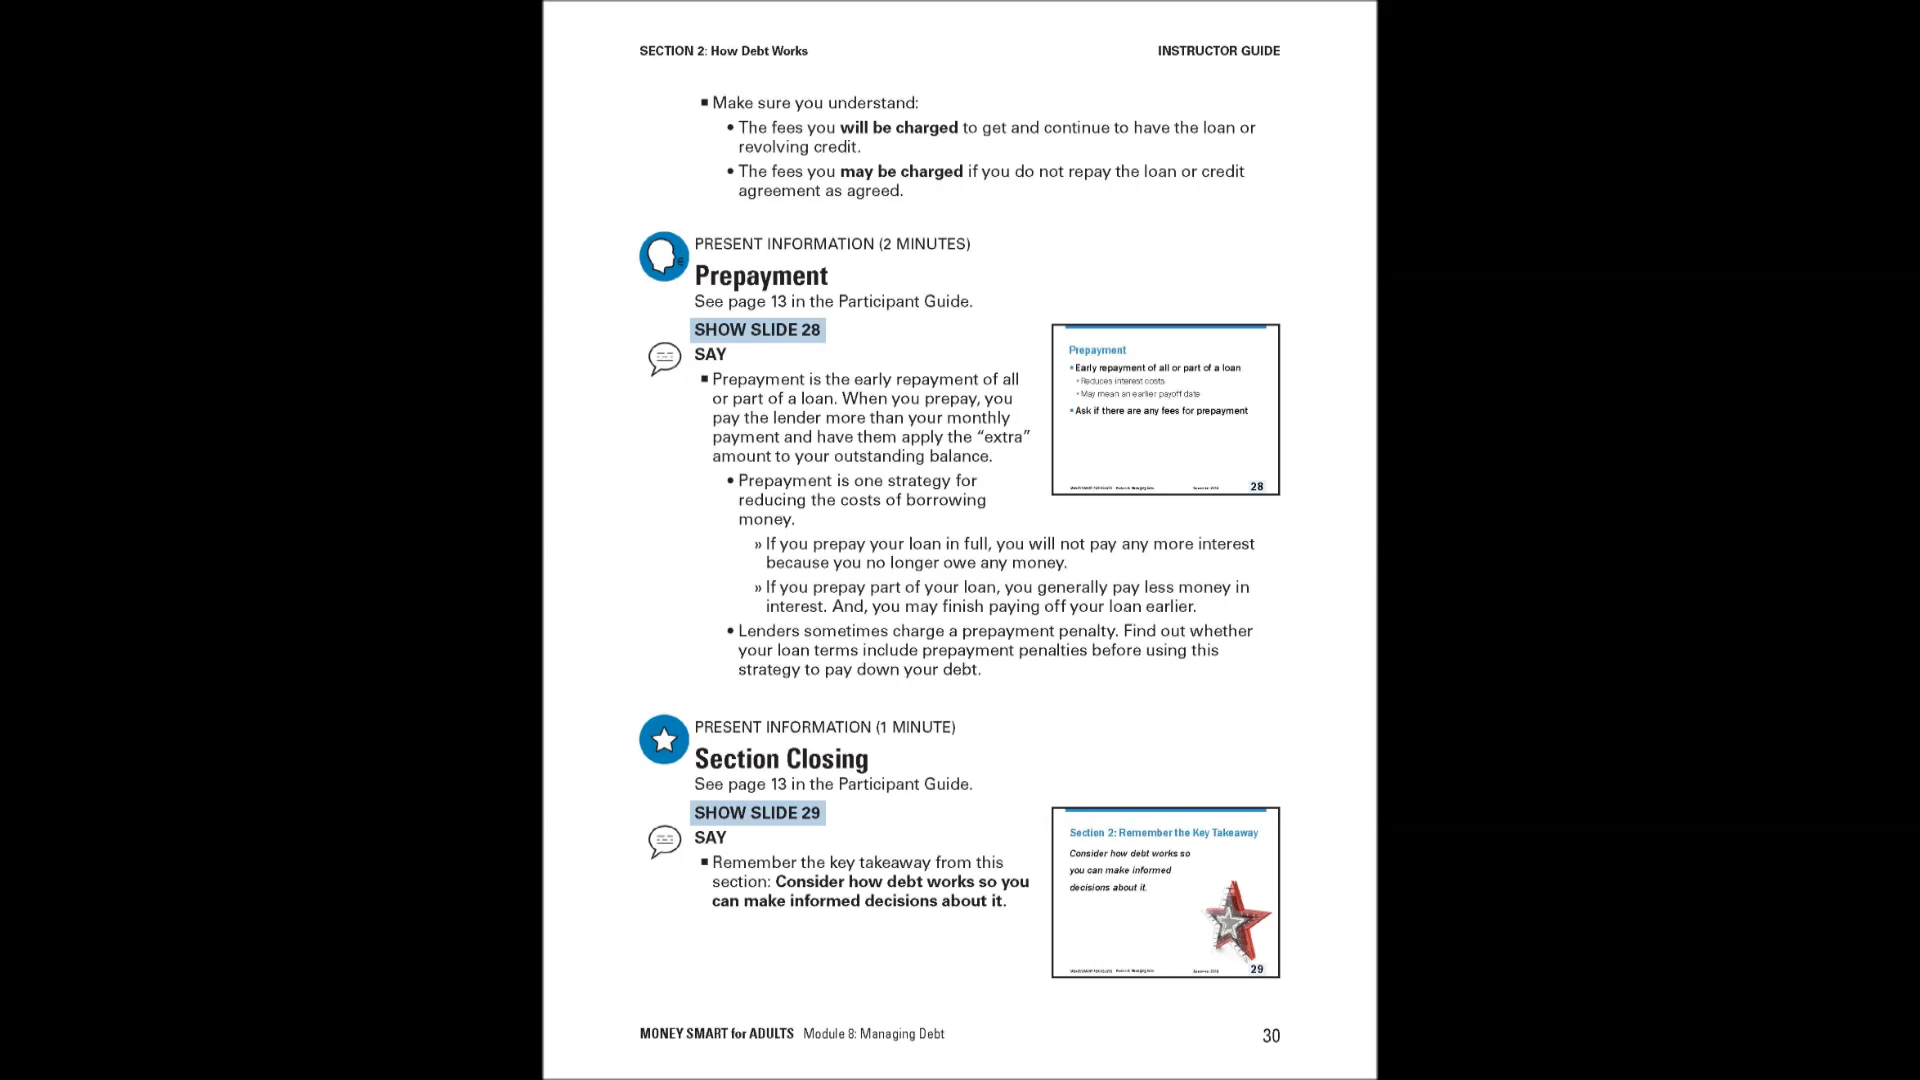 SECTION 2: How Debt Works
INSTRUCTOR GUIDE
■ Make sure you understand:
• The fees you will be charged to get and continue to have the loan or
revolving credit.
• The fees you may be charged if you do not repay the loan or credit
agreement as agreed.
PRESENT INFORMATION (2 MINUTES)
Prepayment
See page 13 in the Participant Guide.
SHOW SLIDE 28
SAY
■ Prepayment is the early repayment of all
or part of a loan. When you prepay, you
pay the lender more than your monthly
payment and have them apply the “extra”
amount to your outstanding balance.
• Prepayment is one strategy for
reducing the costs of borrowing
money.
» If you prepay your loan in full, you will not pay any more interest
because you no longer owe any money.
» If you prepay part of your loan, you generally pay less money in
interest. And, you may finish paying off your loan earlier.
• Lenders sometimes charge a prepayment penalty. Find out whether
your loan terms include prepayment penalties before using this
strategy to pay down your debt.
Prepayment
▪ Early repayment of all or part of a loan
• Reduces interest costs
• May mean an earlier payoff date
▪ Ask if there are any fees for prepayment
28
PRESENT INFORMATION (1 MINUTE)
Section Closing
See page 13 in the Participant Guide.
SHOW SLIDE 29
SAY
■ Remember the key takeaway from this
section: Consider how debt works so you
can make informed decisions about it.
Section 2: Remember the Key Takeaway
Consider how debt works so
you can make informed
decisions about it.
29
MONEY SMART for ADULTS Module 8: Managing Debt
30